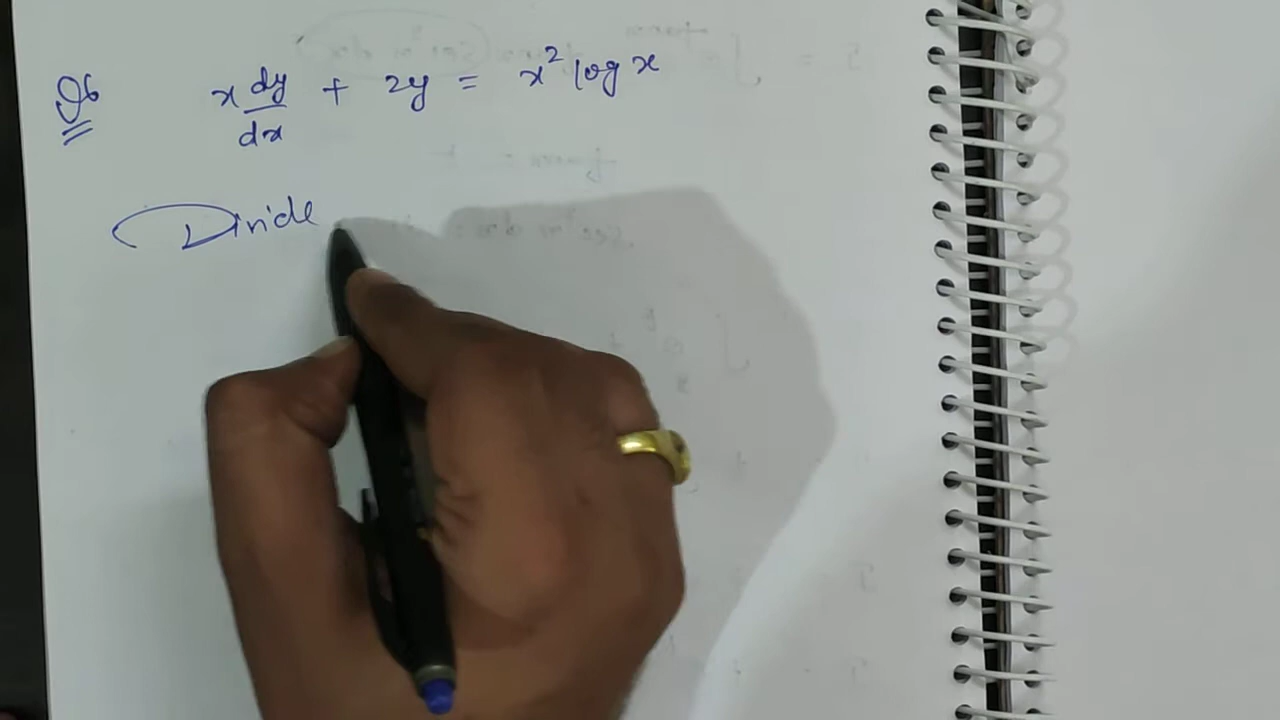 Q6 x dy/dx + 2y = x² log x
Divide